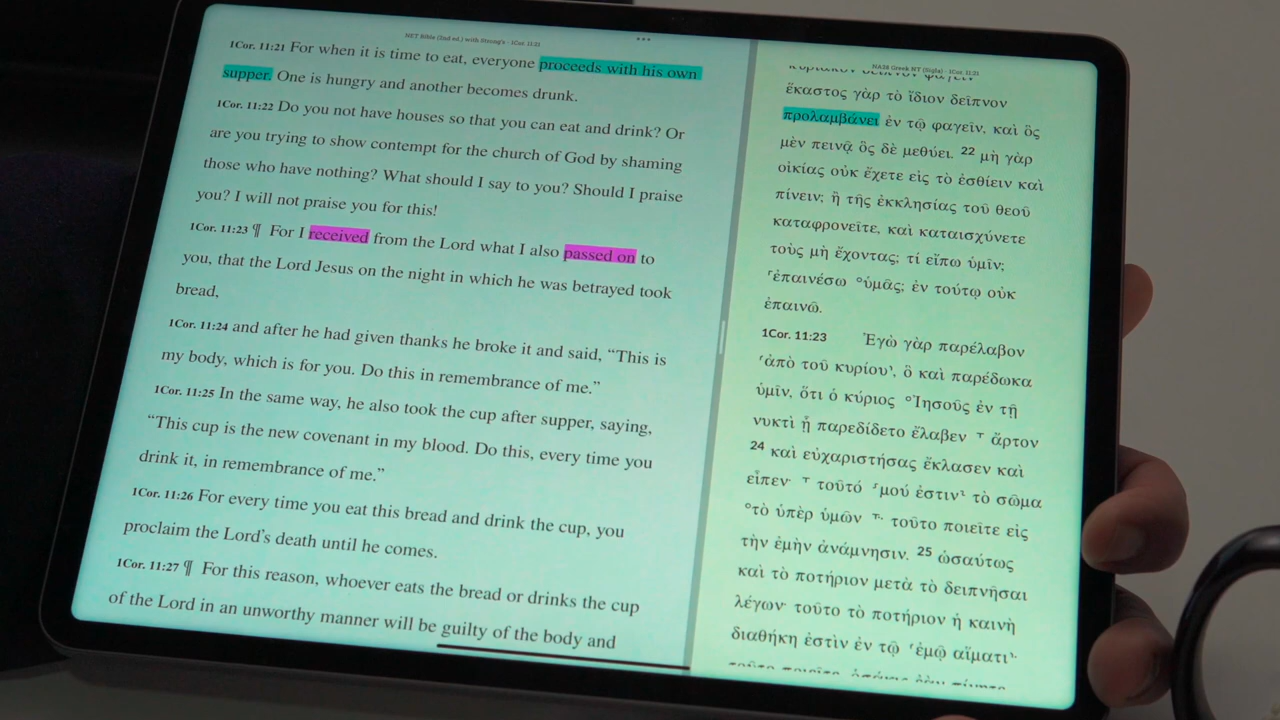 NET Bible (2nd ed.) with Strong's - 1Cor. 11:21
1Cor. 11:21 For when it is time to eat, everyone proceeds with his own
supper. One is hungry and another becomes drunk.
1Cor. 11:22 Do you not have houses so that you can eat and drink? Or
are you trying to show contempt for the church of God by shaming
those who have nothing? What should I say to you? Should I praise
you? I will not praise you for this!
1Cor. 11:23 ¶ For I received from the Lord what I also passed on to
you, that the Lord Jesus on the night in which he was betrayed took
bread,
1Cor. 11:24 and after he had given thanks he broke it and said, “This is
my body, which is for you. Do this in remembrance of me.”
1Cor. 11:25 In the same way, he also took the cup after supper, saying,
“This cup is the new covenant in my blood. Do this, every time you
drink it, in remembrance of me.”
1Cor. 11:26 For every time you eat this bread and drink the cup, you
proclaim the Lord’s death until he comes.
1Cor. 11:27 ¶ For this reason, whoever eats the bread or drinks the cup
of the Lord in an unworthy manner will be guilty of the body and
NA28 Greek NT (Sigla) - 1Cor. 11:21
ἕκαστος γὰρ τὸ ἴδιον δεῖπνον
προλαμβάνει ἐν τῷ φαγεῖν, καὶ ὃς
μὲν πεινᾷ ὃς δὲ μεθύει. 22 μὴ γὰρ
οἰκίας οὐκ ἔχετε εἰς τὸ ἐσθίειν καὶ
πίνειν; ἢ τῆς ἐκκλησίας τοῦ θεοῦ
καταφρονεῖτε, καὶ καταισχύνετε
τοὺς μὴ ἔχοντας; τί εἴπω ὑμῖν;
⸀ἐπαινέσω ⸰ὑμᾶς; ἐν τούτῳ οὐκ
ἐπαινῶ.
1Cor. 11:23 Ἐγὼ γὰρ παρέλαβον
⸂ἀπὸ τοῦ κυρίου⸃, ὃ καὶ παρέδωκα
ὑμῖν, ὅτι ὁ κύριος ⸰Ἰησοῦς ἐν τῇ
νυκτὶ ᾗ παρεδίδετο ἔλαβεν ⸆ ἄρτον
24 καὶ εὐχαριστήσας ἔκλασεν καὶ
εἶπεν· ⸆ τοῦτό ⸂μού ἐστιν⸃ τὸ σῶμα
⸰τὸ ὑπὲρ ὑμῶν ⸆· τοῦτο ποιεῖτε εἰς
τὴν ἐμὴν ἀνάμνησιν. 25 ὡσαύτως
καὶ τὸ ποτήριον μετὰ τὸ δειπνῆσαι
λέγων· τοῦτο τὸ ποτήριον ἡ καινὴ
διαθήκη ἐστὶν ἐν τῷ ⸂ἐμῷ αἵματι⸃·